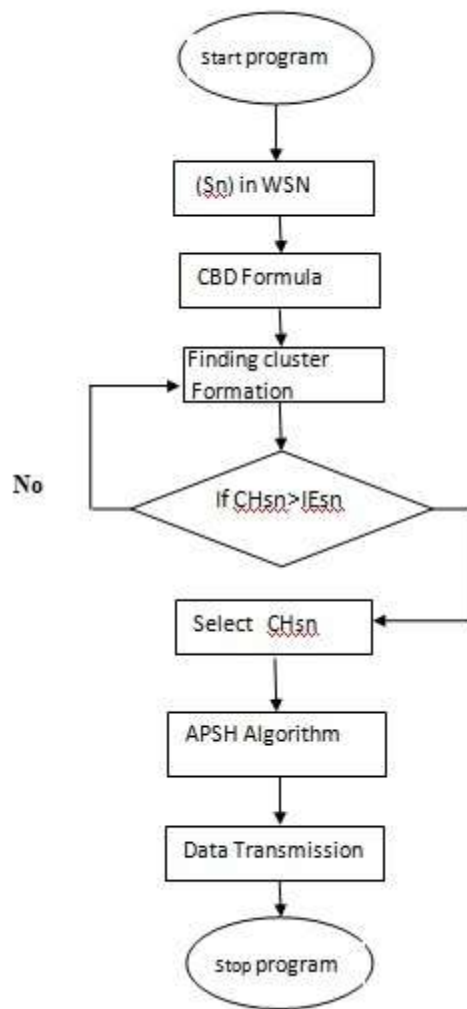 Start program
(Sn) in WSN
CBD Formula
Finding cluster
Formation
No
If CHsn>IEsn
Select CHsn
APSH Algorithm
Data Transmission
Stop program